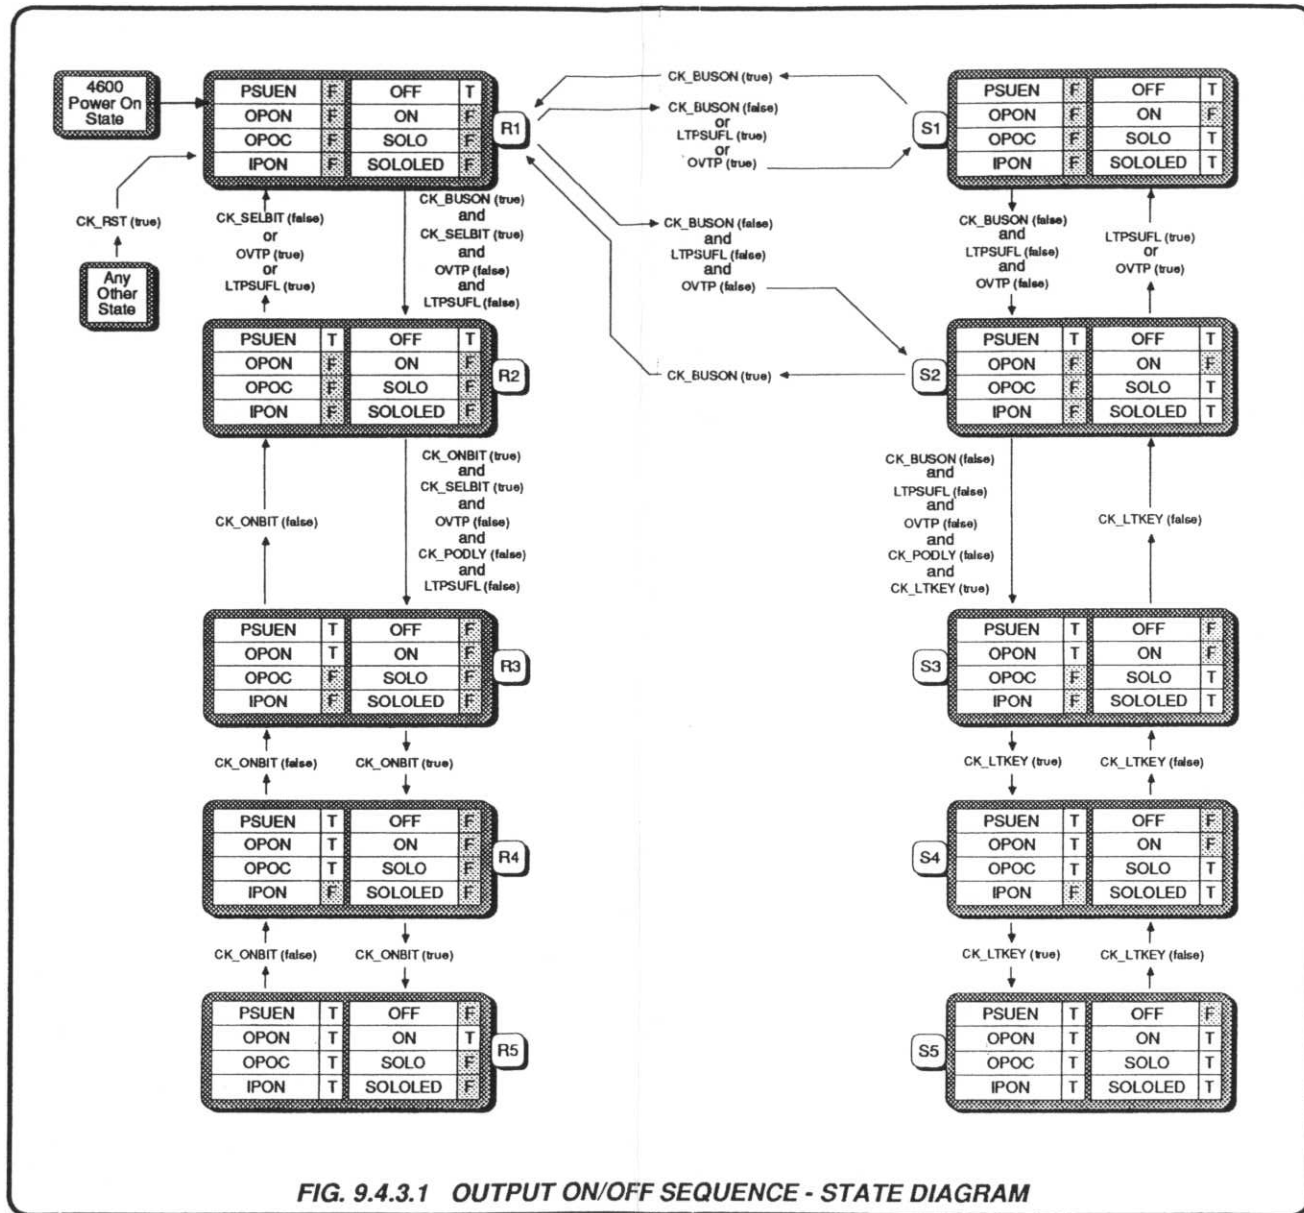 4600
Power On
State
PSUEN F OFF T
OPON F ON F
OPOC F SOLO F
IPON F SOLOLED F
R1
CK_BUSON (true)
CK_BUSON (false)
or
LTPSUFL (true)
or
OVTP (true)
S1
PSUEN F OFF T
OPON F ON F
OPOC F SOLO T
IPON F SOLOLED T
CK_RST (true)
Any
Other
State
CK_SELBIT (false)
or
OVTP (true)
or
LTPSUFL (true)
CK_BUSON (true)
and
CK_SELBIT (true)
and
OVTP (false)
and
LTPSUFL (false)
CK_BUSON (false)
and
LTPSUFL (false)
and
OVTP (false)
CK_BUSON (false)
and
LTPSUFL (false)
and
OVTP (false)
LTPSUFL (true)
or
OVTP (true)
PSUEN T OFF T
OPON F ON F
OPOC F SOLO F
IPON F SOLOLED F
R2
CK_BUSON (true)
S2
PSUEN T OFF T
OPON F ON F
OPOC F SOLO T
IPON F SOLOLED T
CK_ONBIT (false)
CK_ONBIT (true)
and
CK_SELBIT (true)
and
OVTP (false)
and
CK_PODLY (false)
and
LTPSUFL (false)
CK_BUSON (false)
and
LTPSUFL (false)
and
OVTP (false)
and
CK_PODLY (false)
and
CK_LTKEY (true)
CK_LTKEY (false)
PSUEN T OFF F
OPON T ON F
OPOC F SOLO F
IPON F SOLOLED F
R3
S3
PSUEN T OFF F
OPON T ON F
OPOC F SOLO T
IPON F SOLOLED T
CK_ONBIT (false) CK_ONBIT (true)
CK_LTKEY (true) CK_LTKEY (false)
PSUEN T OFF F
OPON T ON F
OPOC T SOLO F
IPON F SOLOLED F
R4
S4
PSUEN T OFF F
OPON T ON F
OPOC T SOLO T
IPON F SOLOLED T
CK_ONBIT (false) CK_ONBIT (true)
CK_LTKEY (true) CK_LTKEY (false)
PSUEN T OFF F
OPON T ON T
OPOC T SOLO F
IPON T SOLOLED F
R5
S5
PSUEN T OFF F
OPON T ON T
OPOC T SOLO T
IPON T SOLOLED T
FIG. 9.4.3.1 OUTPUT ON/OFF SEQUENCE - STATE DIAGRAM